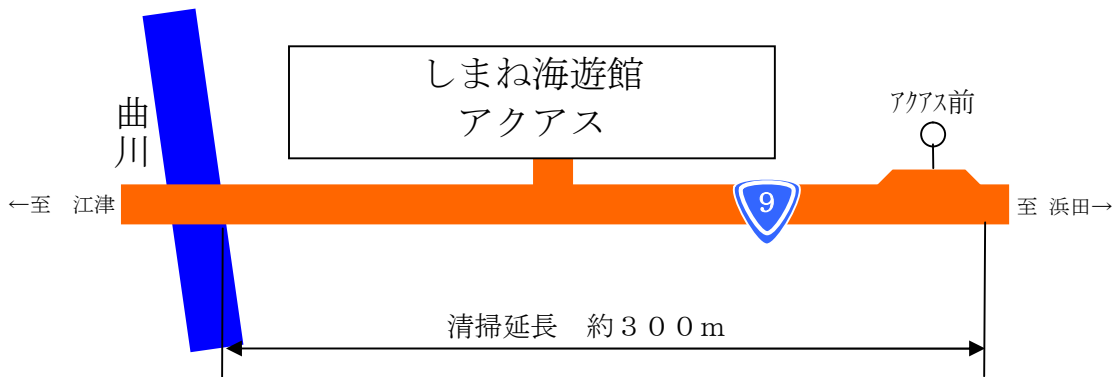 しまね海遊館
アクアス
曲川
ｱｸｱｽ前
←至　江津
9
至 浜田→
清掃延長　約３００ｍ